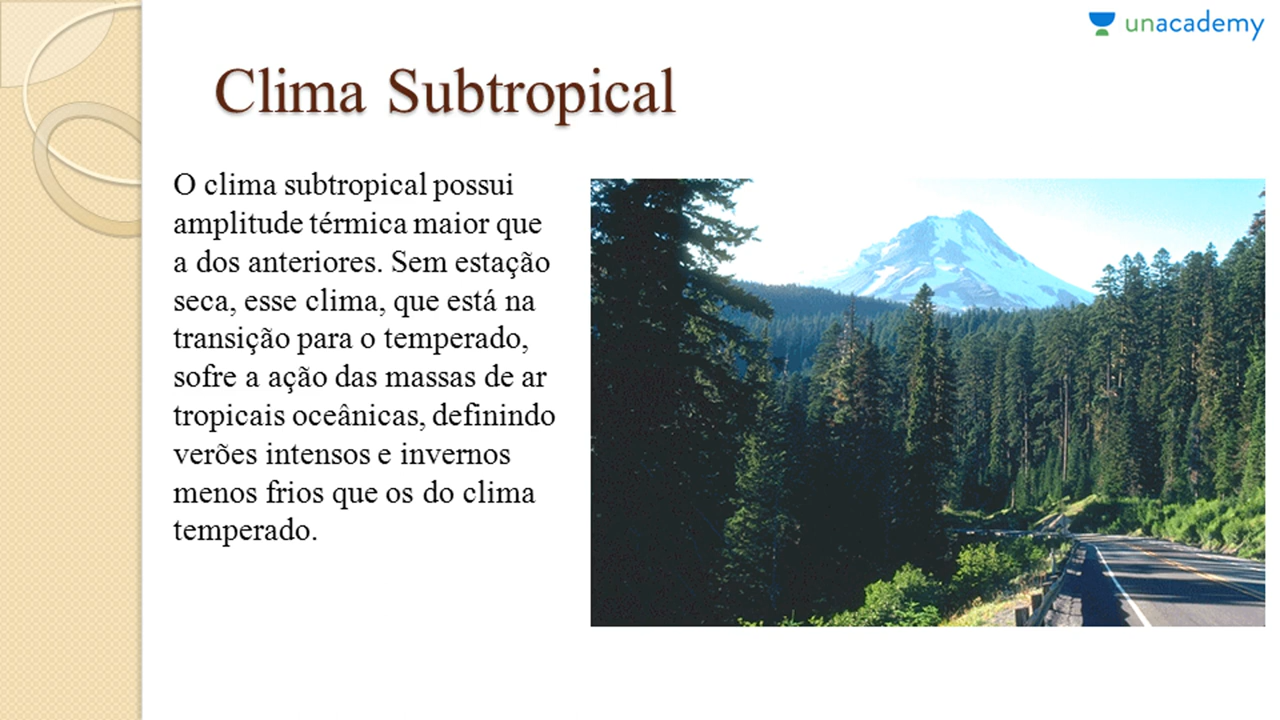 unacademy
Clima Subtropical
O clima subtropical possui
amplitude térmica maior que
a dos anteriores. Sem estação
seca, esse clima, que está na
transição para o temperado,
sofre a ação das massas de ar
tropicais oceânicas, definindo
verões intensos e invernos
menos frios que os do clima
temperado.